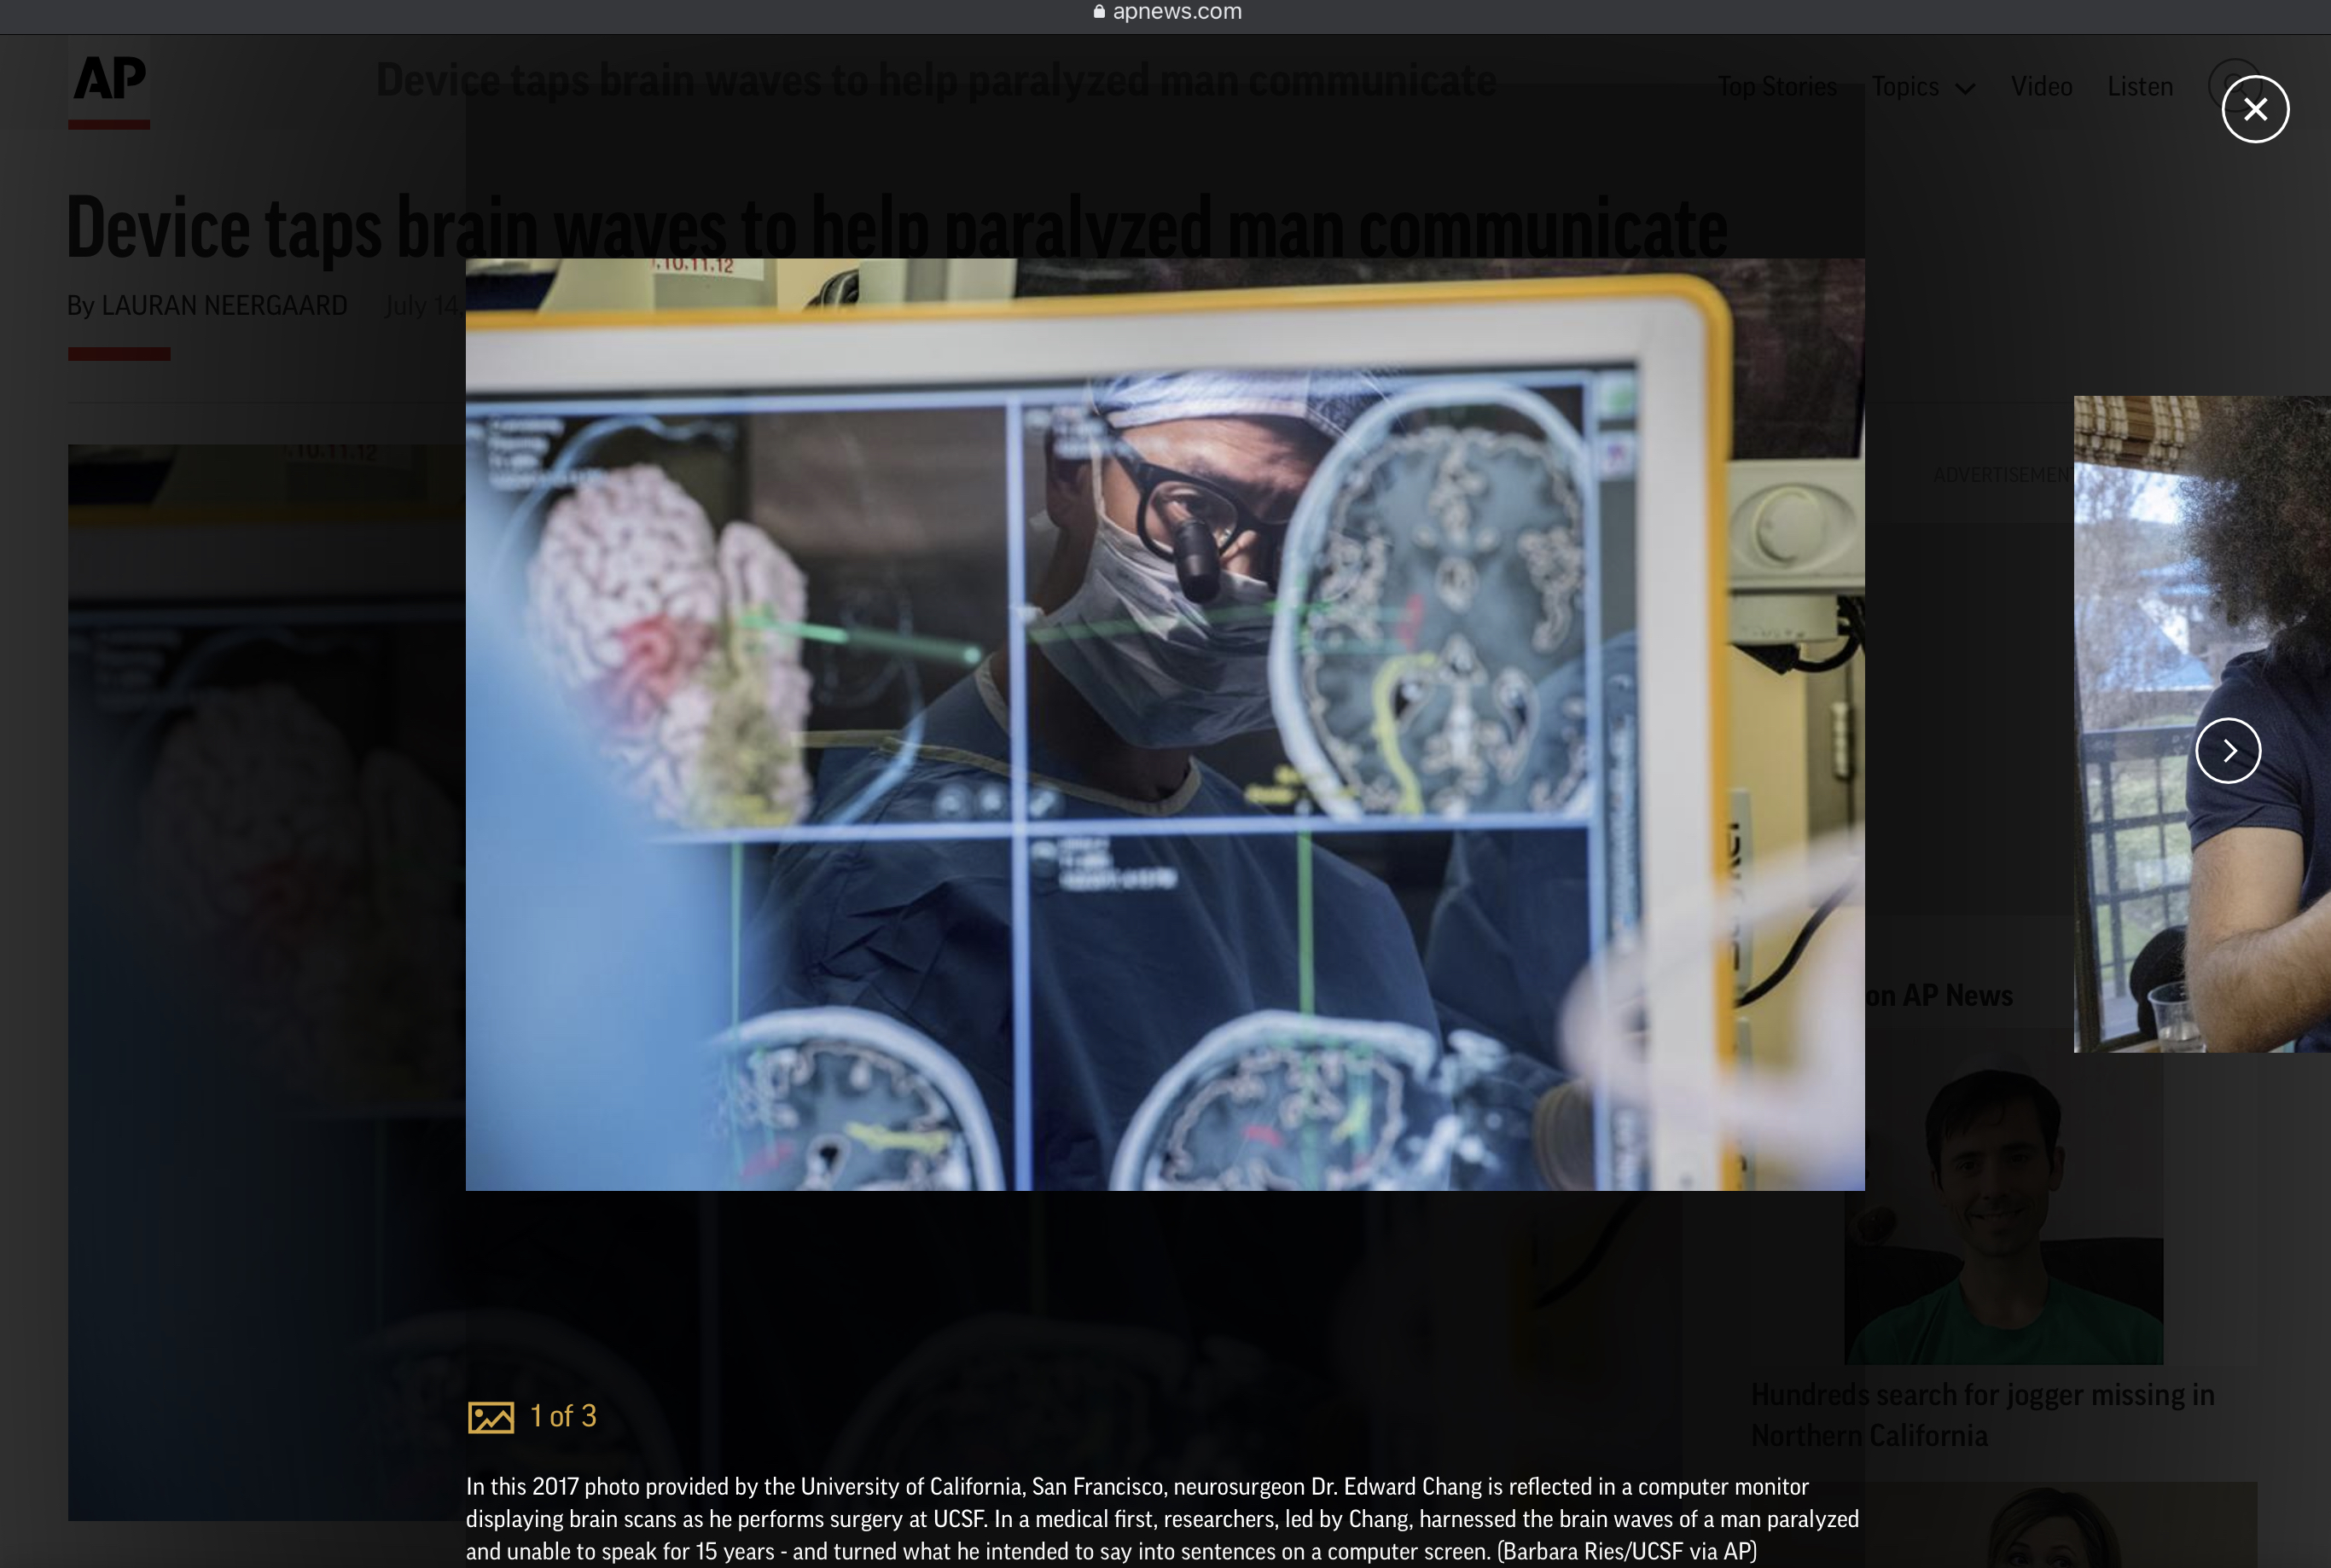 apnews.com
AP
Device taps brain waves to help paralyzed man communicate
Top Stories
Topics
Video
Listen
Device taps brain waves to help paralyzed man communicate
By LAURAN NEERGAARD
July 14,
.10.11.12
10.11.12
ADVERTISEMEN
on AP News
Hundreds search for jogger missing in
Northern California
1 of 3
In this 2017 photo provided by the University of California, San Francisco, neurosurgeon Dr. Edward Chang is reflected in a computer monitor
displaying brain scans as he performs surgery at UCSF. In a medical first, researchers, led by Chang, harnessed the brain waves of a man paralyzed
and unable to speak for 15 years - and turned what he intended to say into sentences on a computer screen. (Barbara Ries/UCSF via AP)